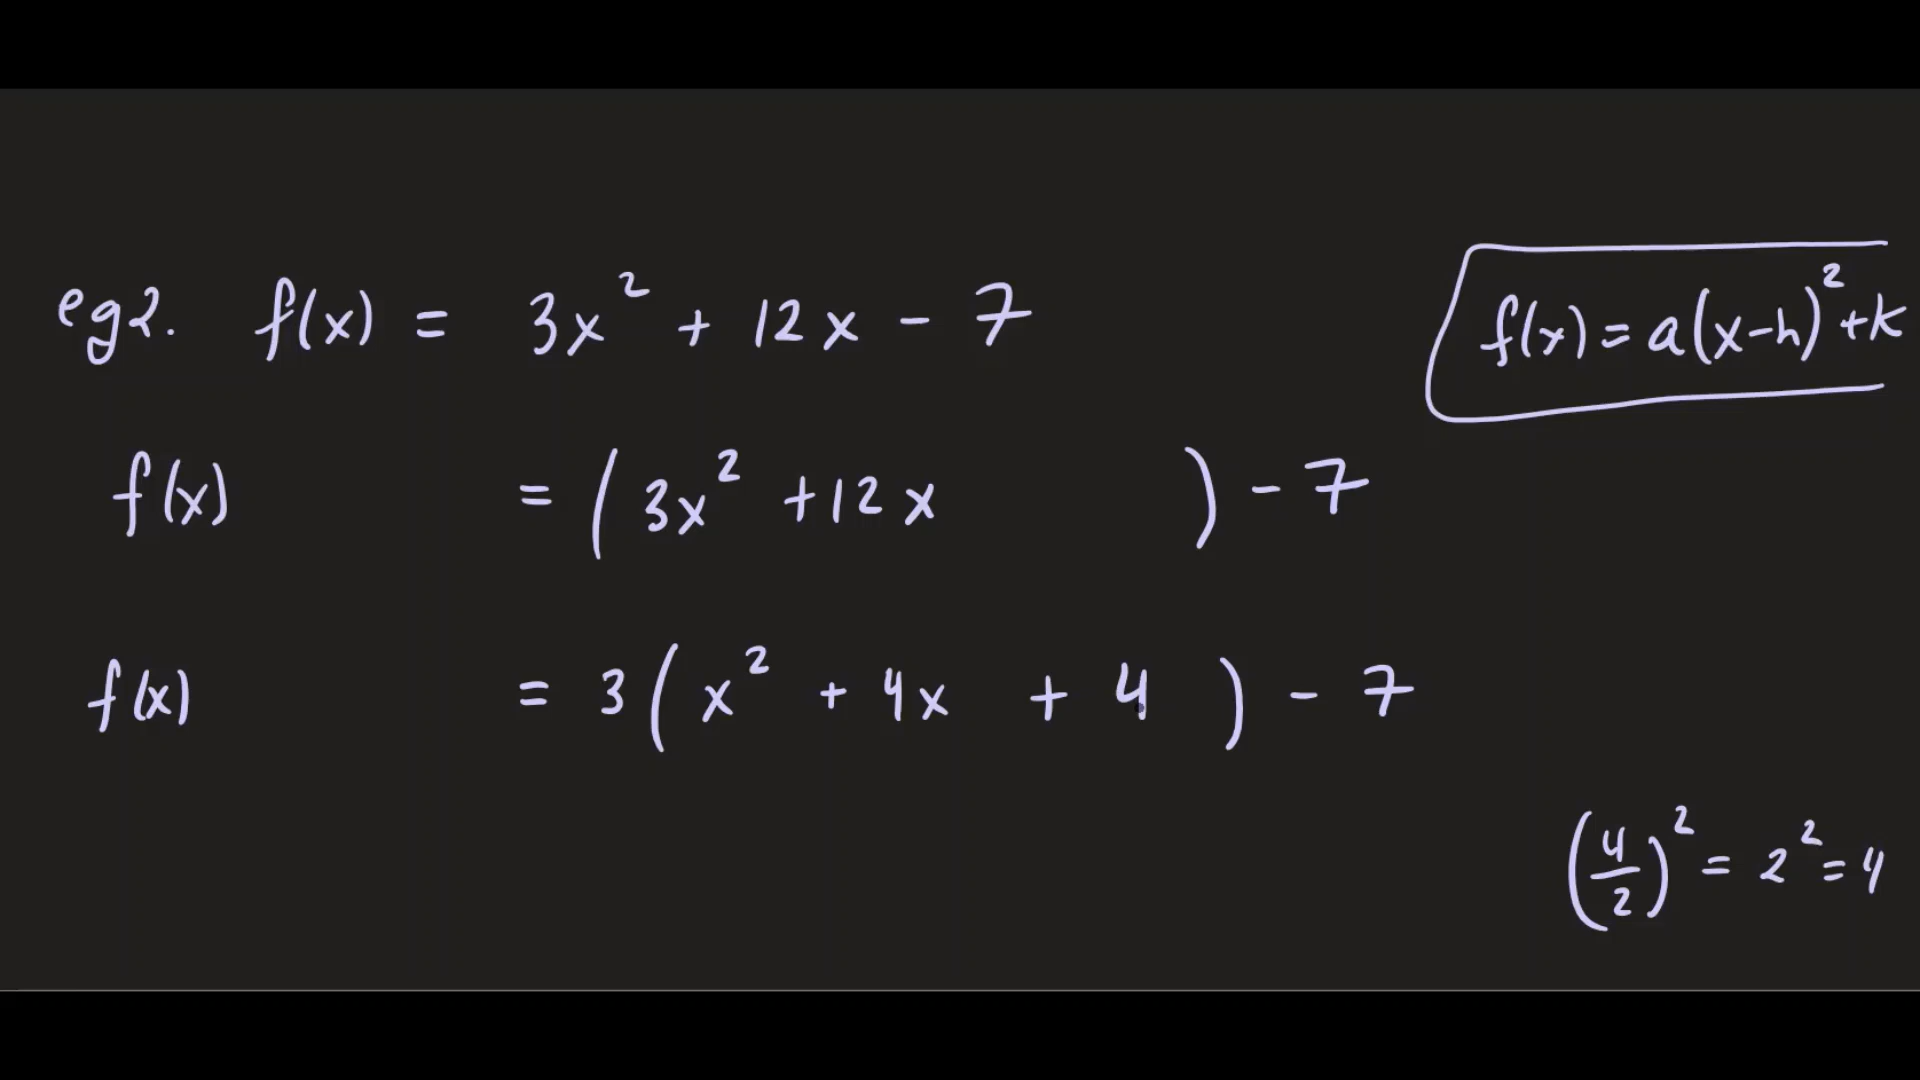 eg2. f(x) = 3x² + 12x - 7
f(x) = a(x-h)² + k
f(x) = (3x² + 12x ) - 7
f(x) = 3(x² + 4x + 4 ) - 7
(4/2)² = 2² = 4